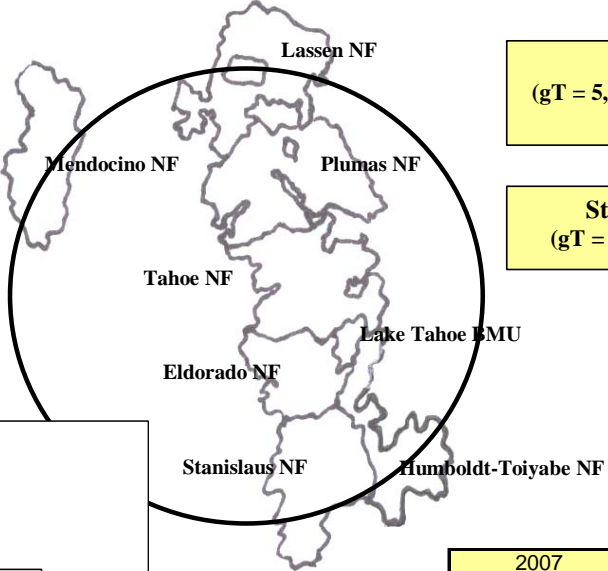 Lassen NF
(gT = 5,
Mendocino NF
Plumas NF
St
(gT =
Tahoe NF
Lake Tahoe BMU
Eldorado NF
Stanislaus NF
Humboldt-Toiyabe NF
2007